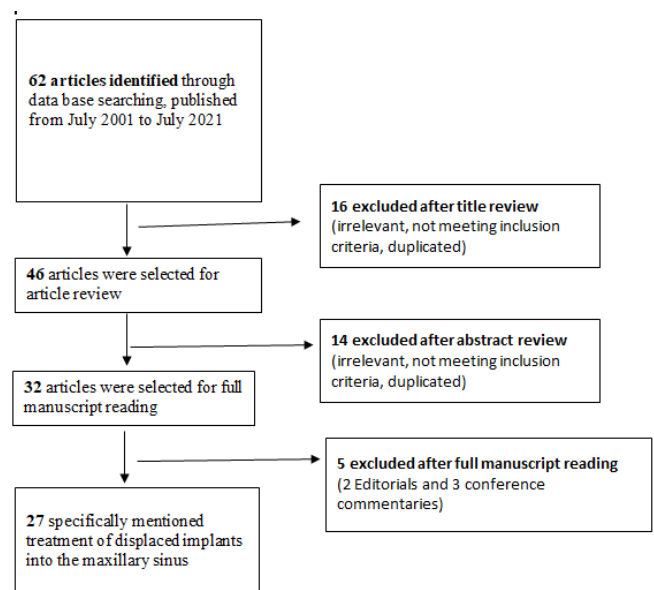 62 articles identified through
data base searching, published
from July 2001 to July 2021
16 excluded after title review
(irrelevant, not meeting inclusion
criteria, duplicated)
46 articles were selected for
article review
14 excluded after abstract review
(irrelevant, not meeting inclusion
criteria, duplicated)
32 articles were selected for full
manuscript reading
5 excluded after full manuscript reading
(2 Editorials and 3 conference
commentaries)
27 specifically mentioned
treatment of displaced implants
into the maxillary sinus